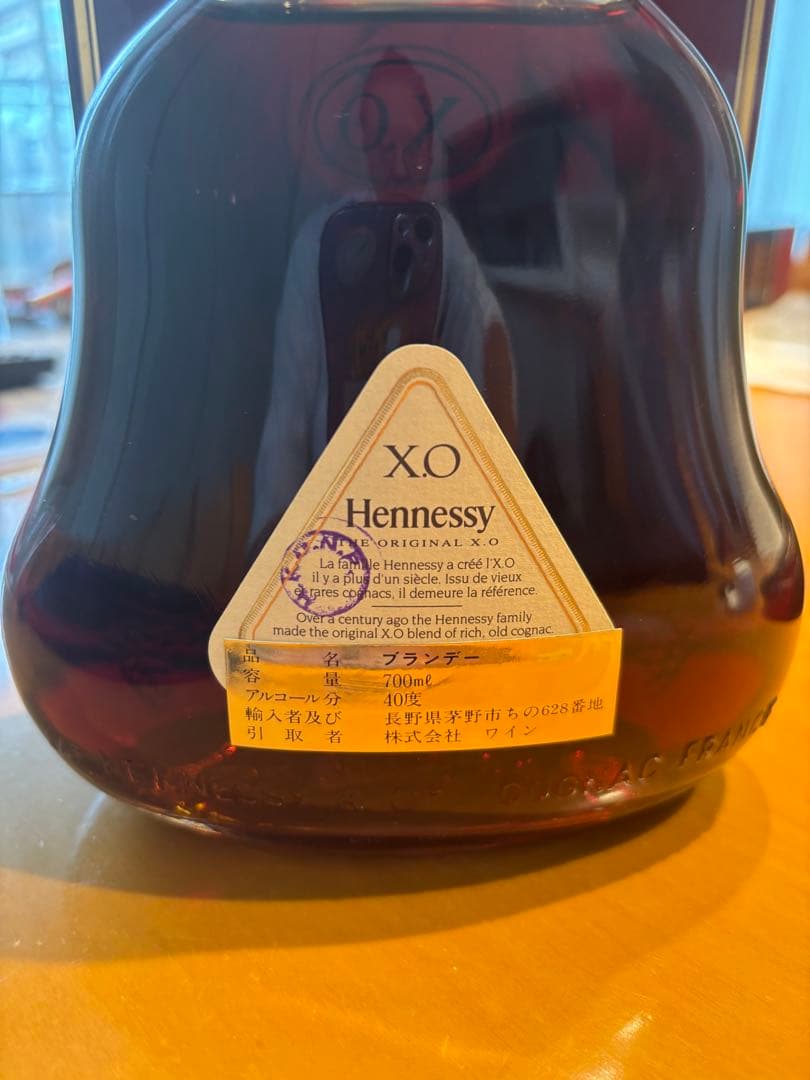 X.O
X.O
Hennessy
THE ORIGINAL X.O
La famille Hennessy a créé l'X.O
il y a plus d'un siècle. Issu de vieux
et rares cognacs, il demeure la référence.
Over a century ago the Hennessy family
made the original X.O blend of rich, old cognac.
品名 ブランデー
容量 700ml
アルコール分 40度
輸入者及び 長野県茅野市ちの628番地
引取者 株式会社 ワイン
HENNESSY COGNAC FRANCE